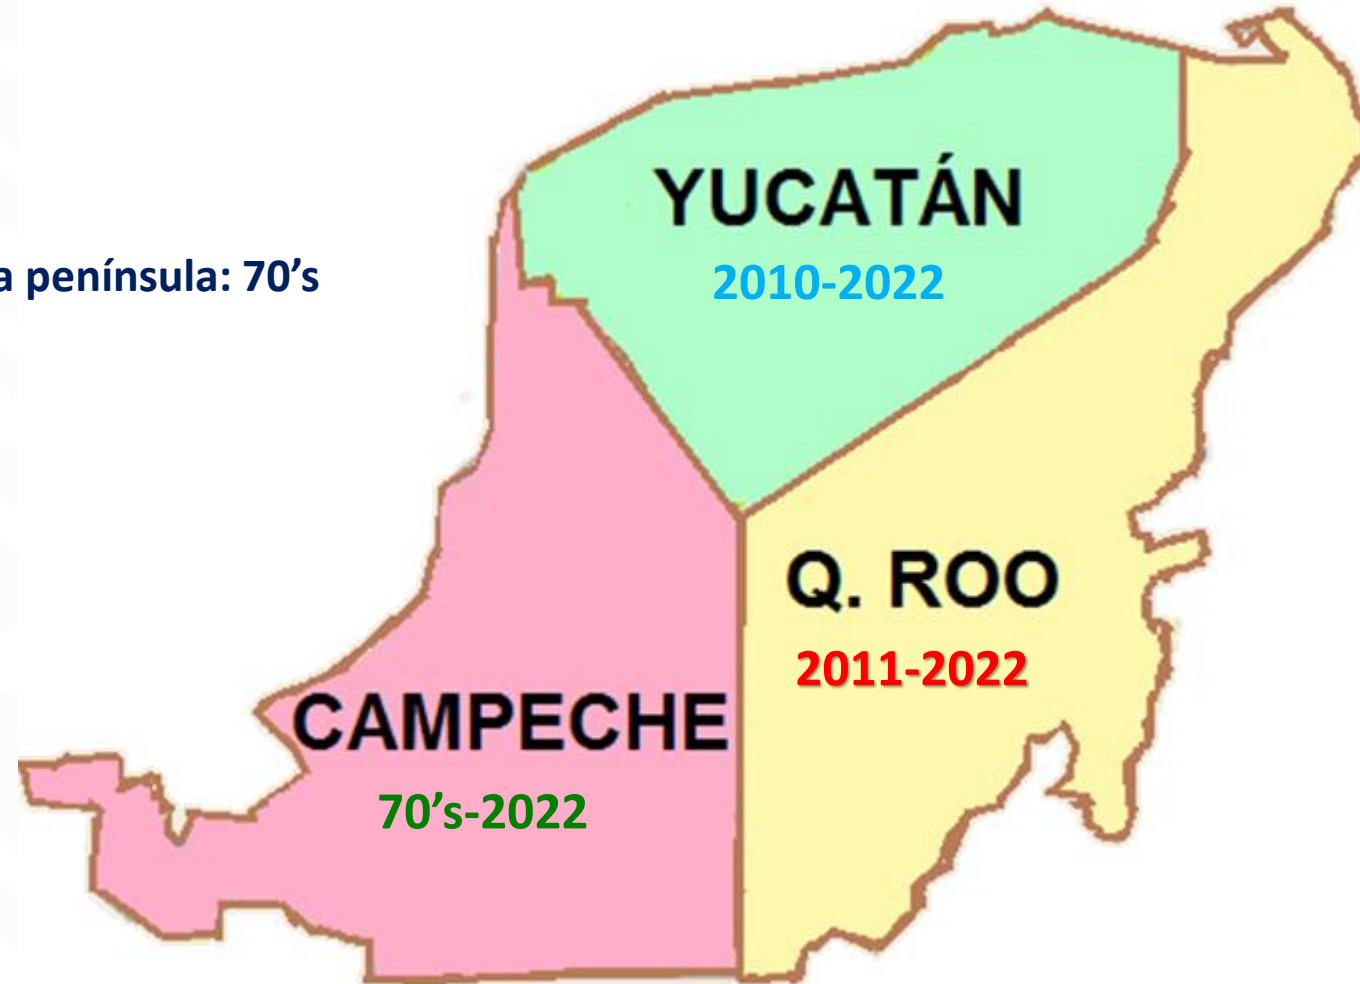 YUCATÁN
2010-2022
a península: 70’s
Q. ROO
2011-2022
CAMPECHE
70’s-2022